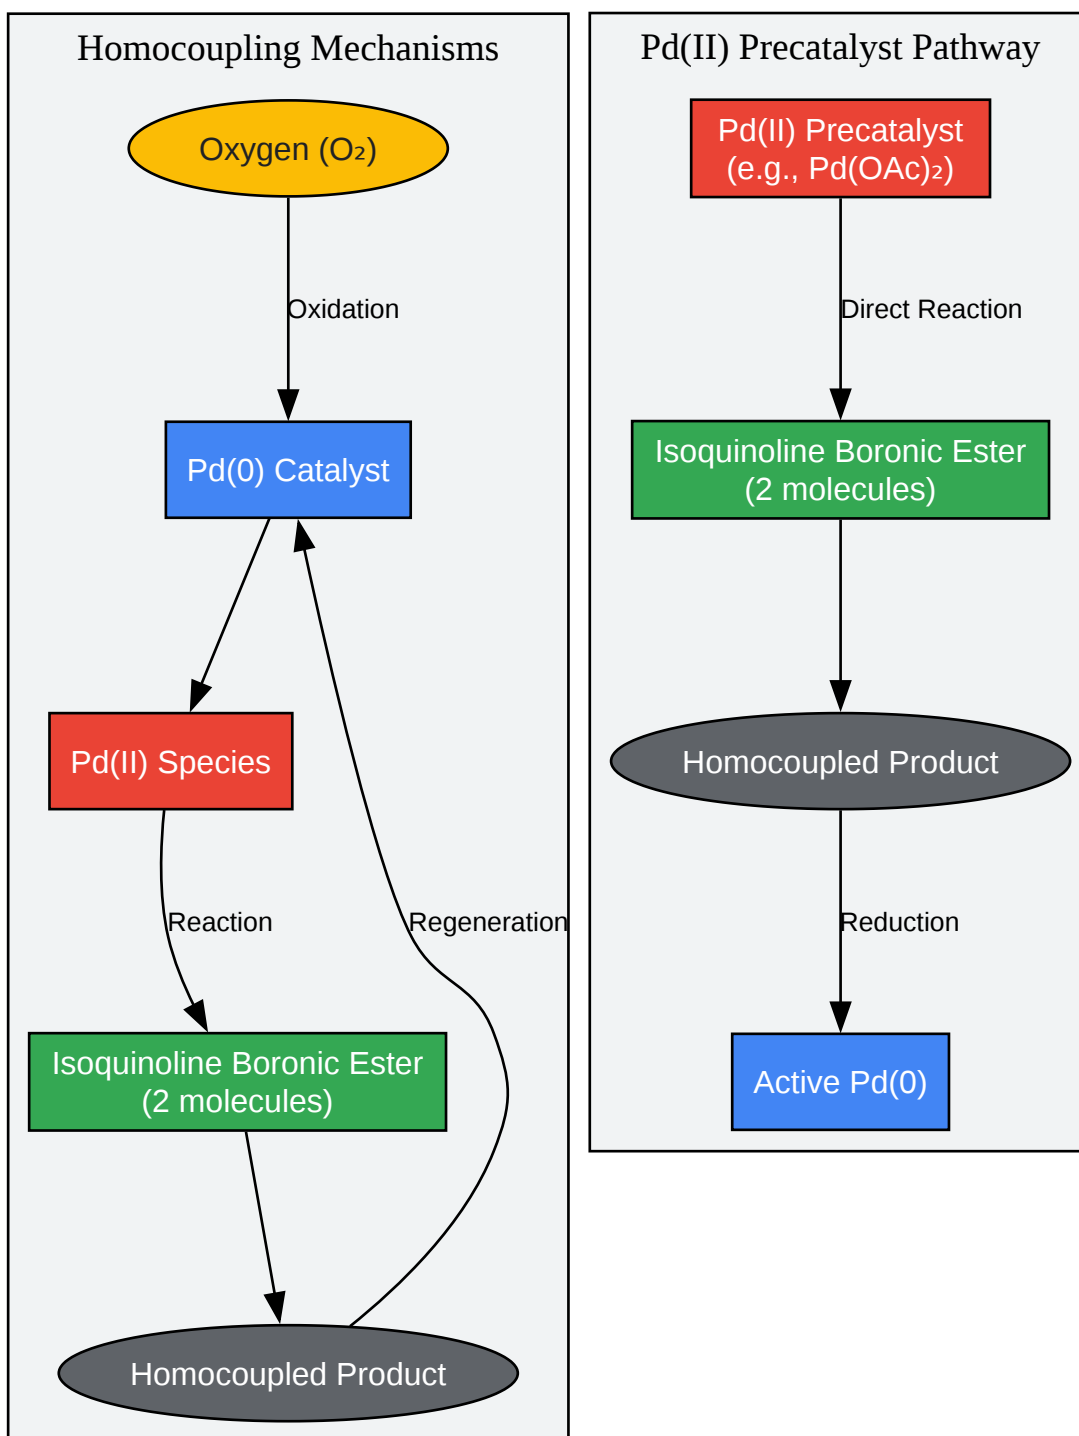 Homocoupling Mechanisms
Oxygen (O₂)
Oxidation
Pd(0) Catalyst
Pd(II) Species
Reaction
Regeneration
Isoquinoline Boronic Ester
(2 molecules)
Homocoupled Product
Pd(II) Precatalyst Pathway
Pd(II) Precatalyst
(e.g., Pd(OAc)₂)
Direct Reaction
Isoquinoline Boronic Ester
(2 molecules)
Homocoupled Product
Reduction
Active Pd(0)